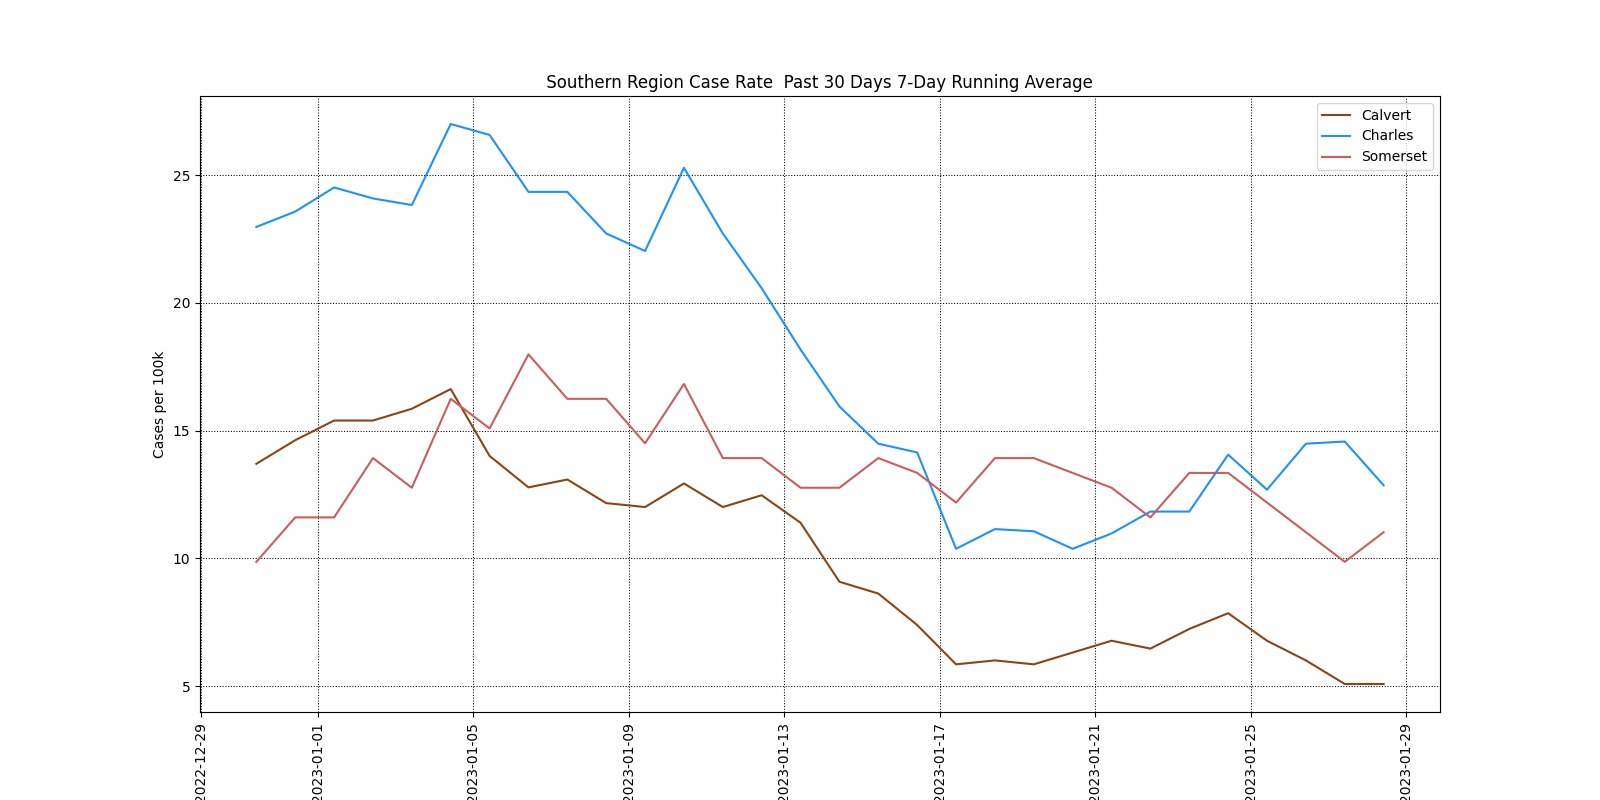 Southern Region Case Rate  Past 30 Days 7-Day Running Average
Calvert
Charles
Somerset
Cases per 100k
25
20
15
10
5
2022-12-29
2023-01-01
2023-01-05
2023-01-09
2023-01-13
2023-01-17
2023-01-21
2023-01-25
2023-01-29